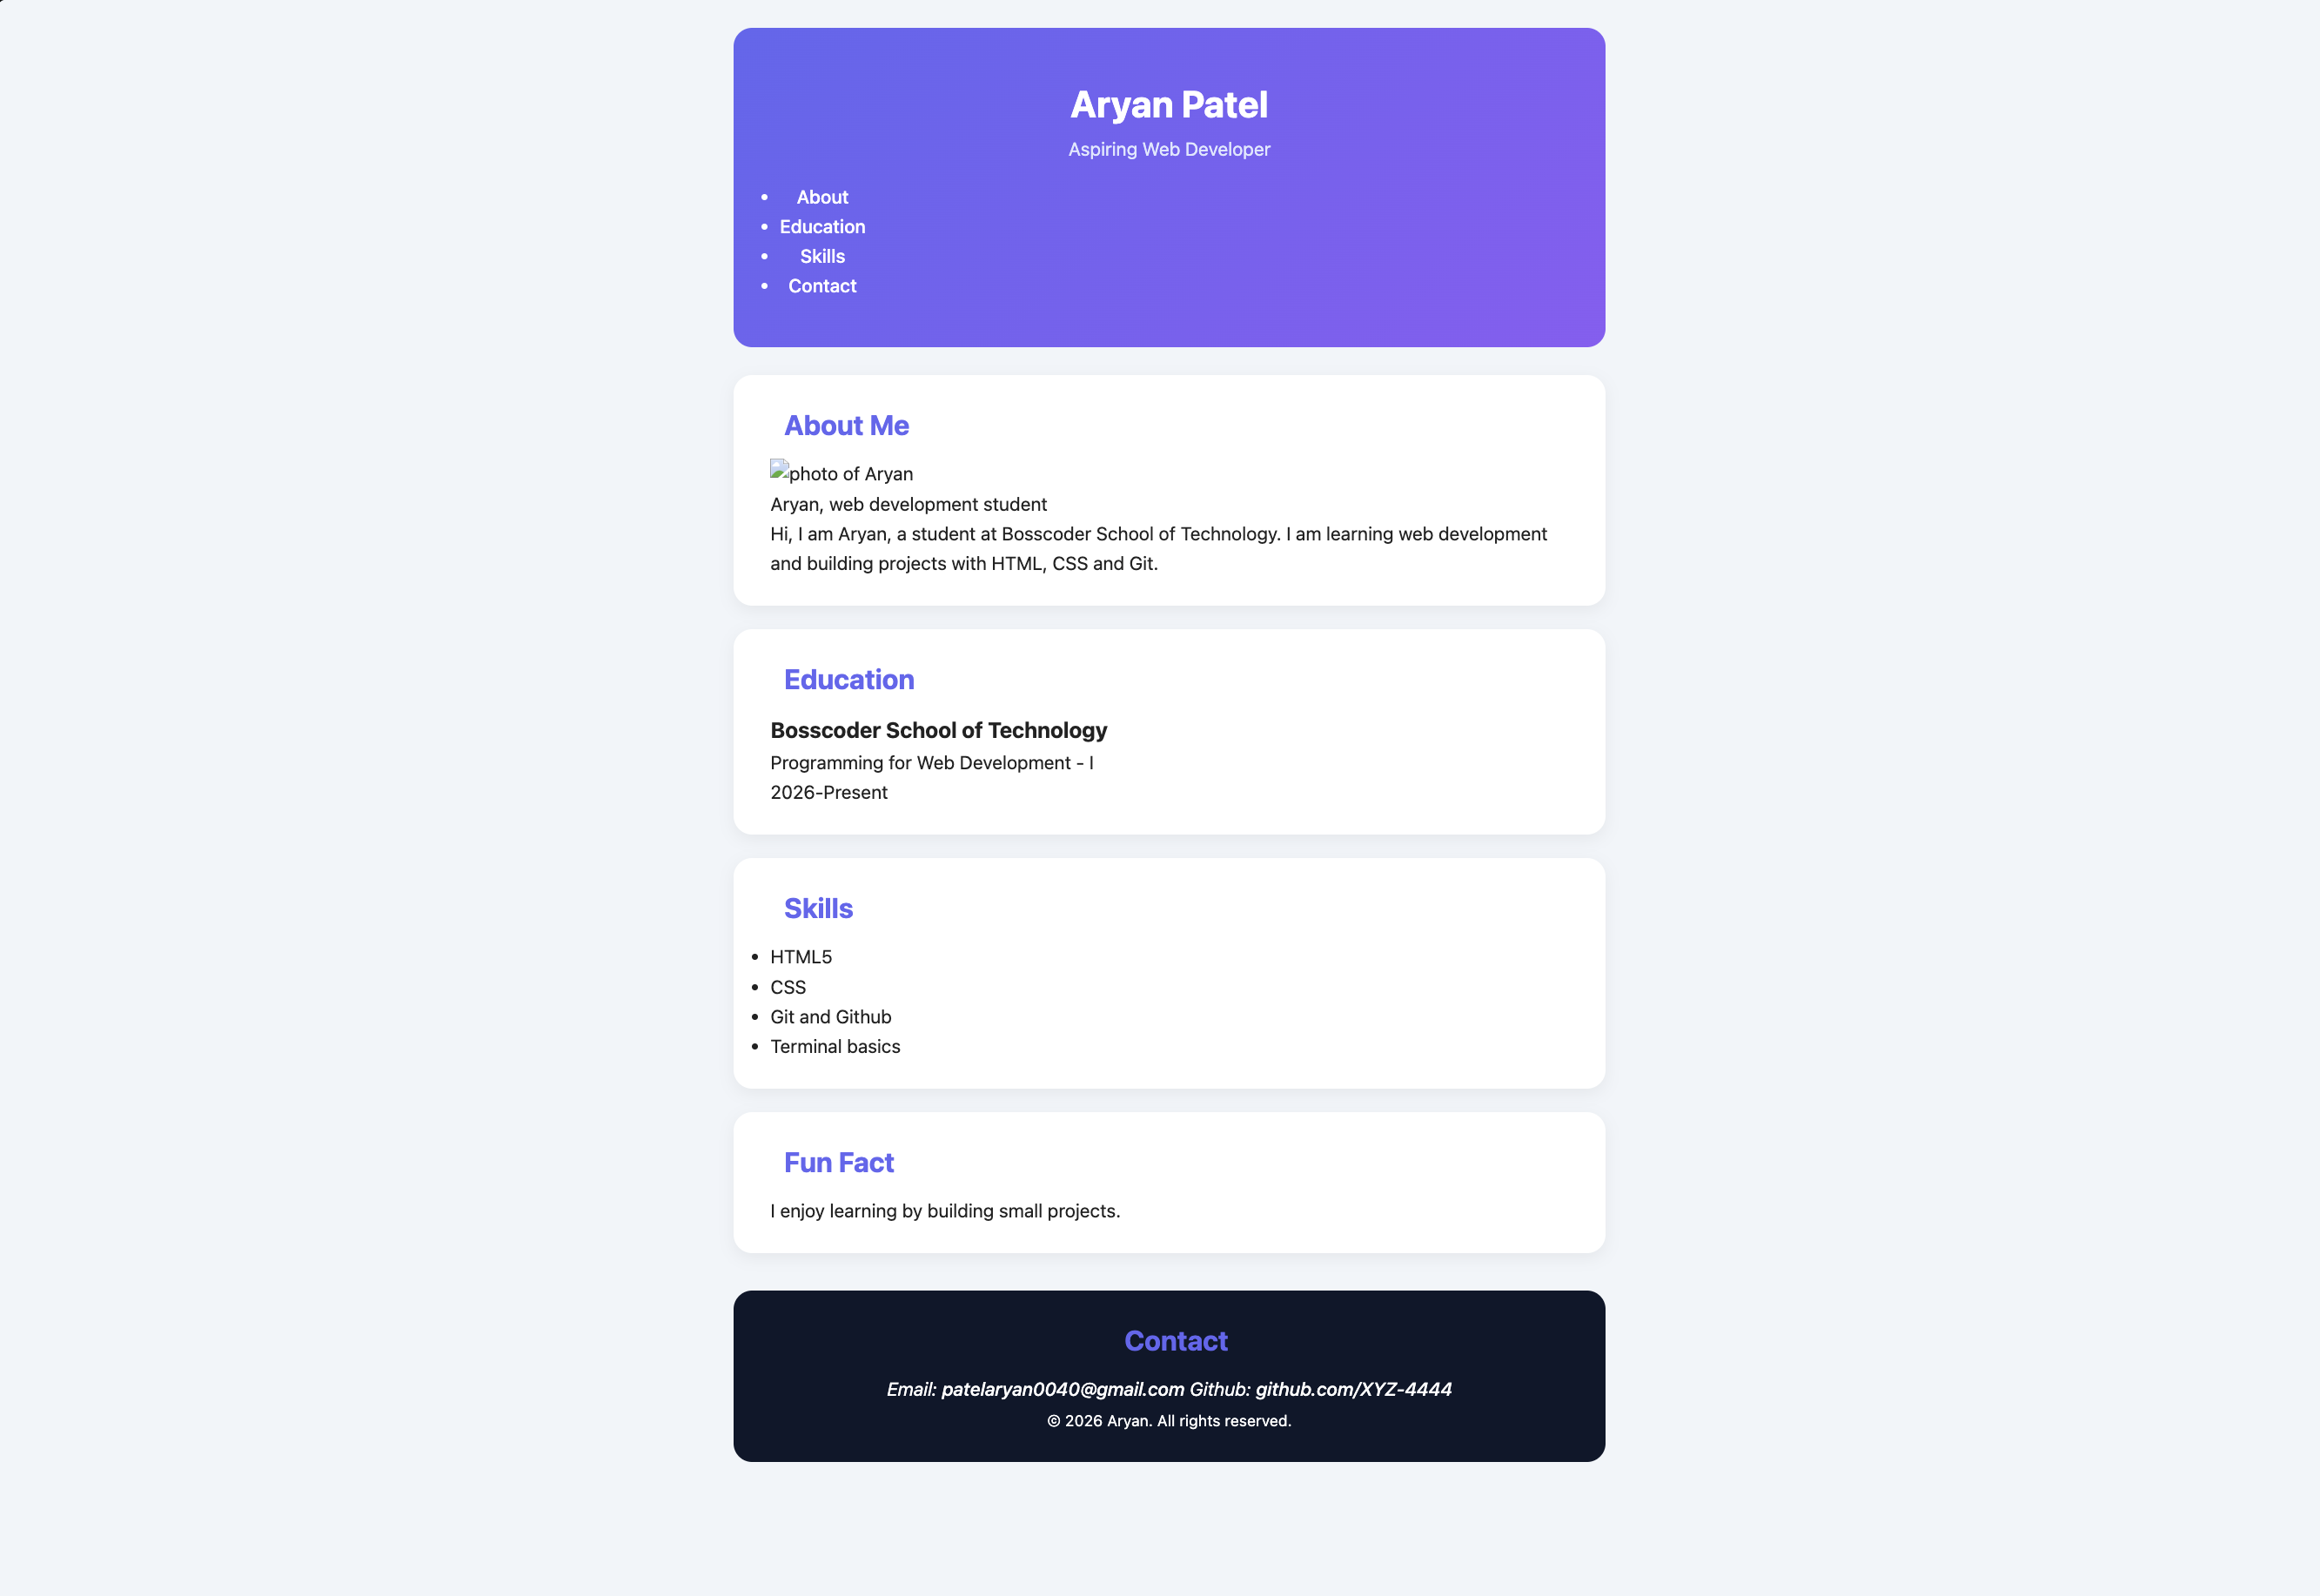 Aryan Patel
Aspiring Web Developer
• About
• Education
• Skills
• Contact
About Me
photo of Aryan
Aryan, web development student
Hi, I am Aryan, a student at Bosscoder School of Technology. I am learning web development
and building projects with HTML, CSS and Git.
Education
Bosscoder School of Technology
Programming for Web Development - I
2026-Present
Skills
• HTML5
• CSS
• Git and Github
• Terminal basics
Fun Fact
I enjoy learning by building small projects.
Contact
Email: patelaryan0040@gmail.com Github: github.com/XYZ-4444
© 2026 Aryan. All rights reserved.